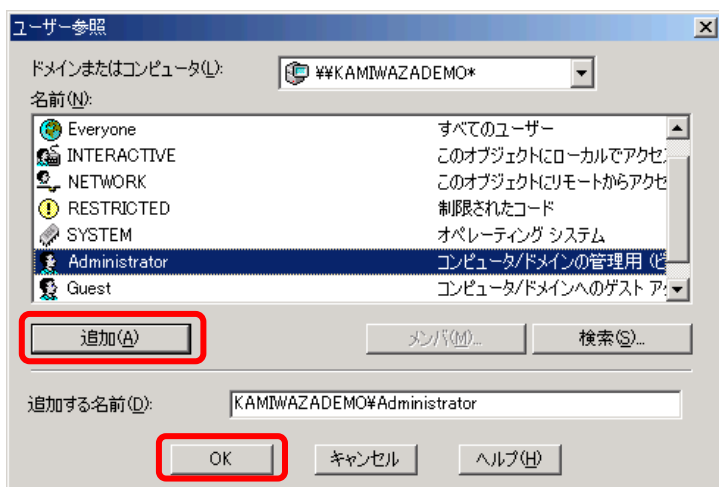 ユーザー参照
ドメインまたはコンピュータ(L): ¥¥KAMIWAZADEMO*
名前(N):
Everyone すべてのユーザー
INTERACTIVE このオブジェクトにローカルでアクセ
NETWORK このオブジェクトにリモートからアクセ
RESTRICTED 制限されたコード
SYSTEM オペレーティング システム
Administrator コンピュータ/ドメインの管理用 (ビ
Guest コンピュータ/ドメインへのゲスト ア
追加(A) メンバ(M)... 検索(S)...
追加する名前(D): KAMIWAZADEMO¥Administrator
OK キャンセル ヘルプ(H)